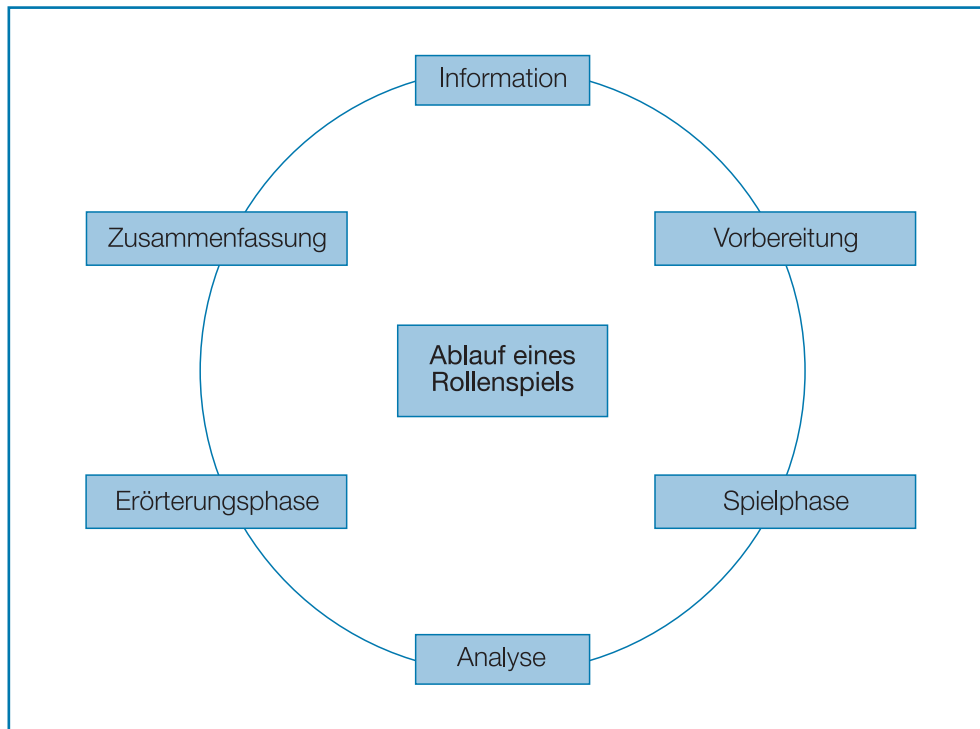 Information
Zusammenfassung
Vorbereitung
Ablauf eines
Rollenspiels
Erörterungsphase
Spielphase
Analyse